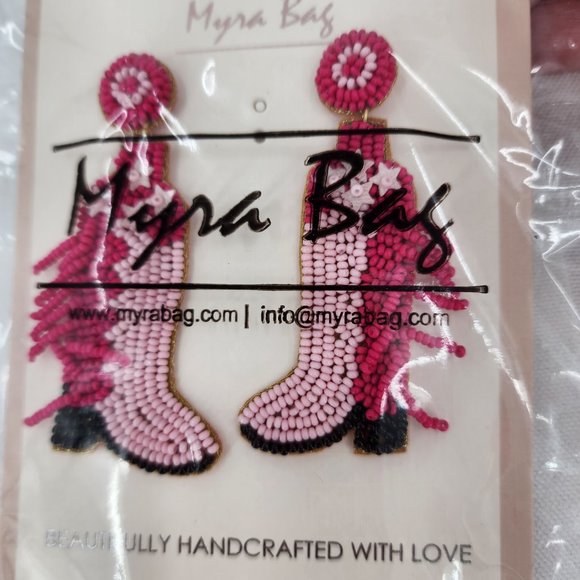 Myra Bag
Myra Bag
www.myrabag.com | info@myrabag.com
BEAUTIFULLY HANDCRAFTED WITH LOVE